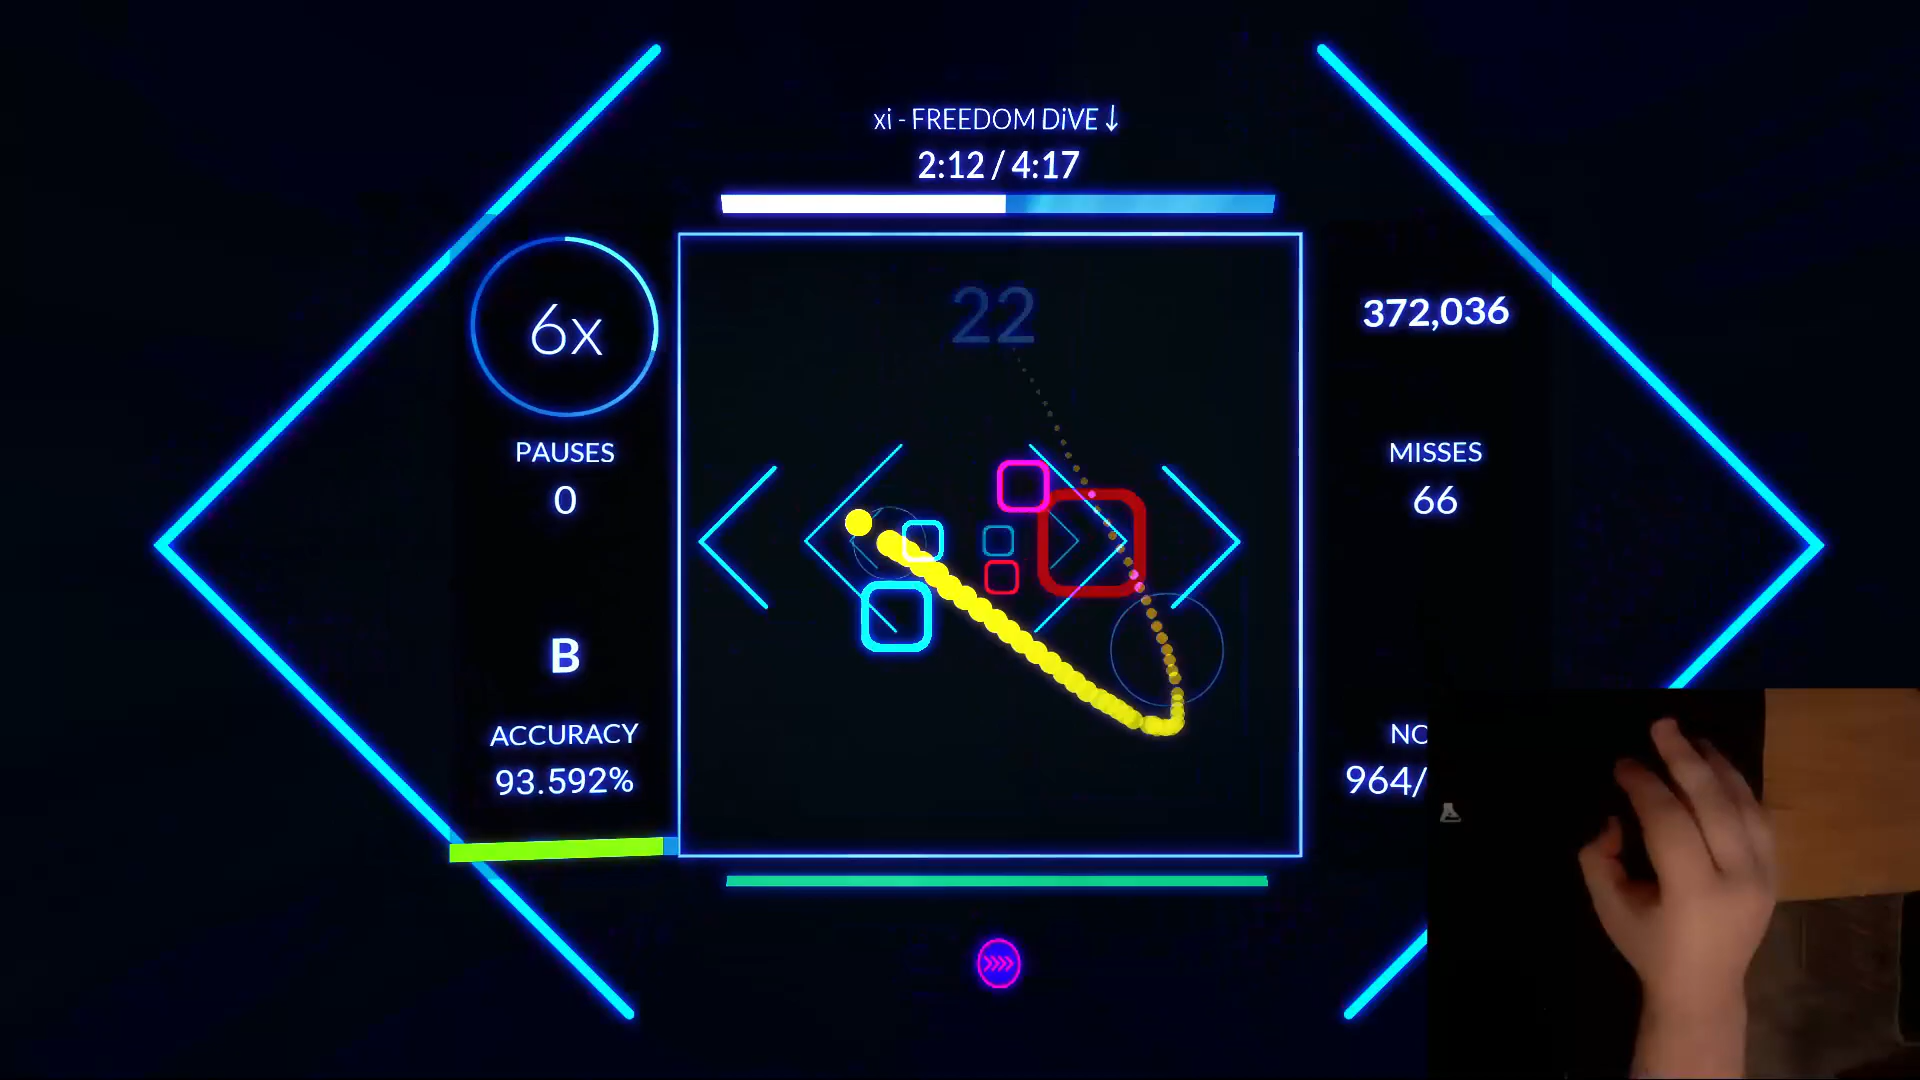 xi - FREEDOM DiVE↓
2:12 / 4:17
6x
22
372,036
PAUSES
0
MISSES
66
B
ACCURACY
93.592%
964/